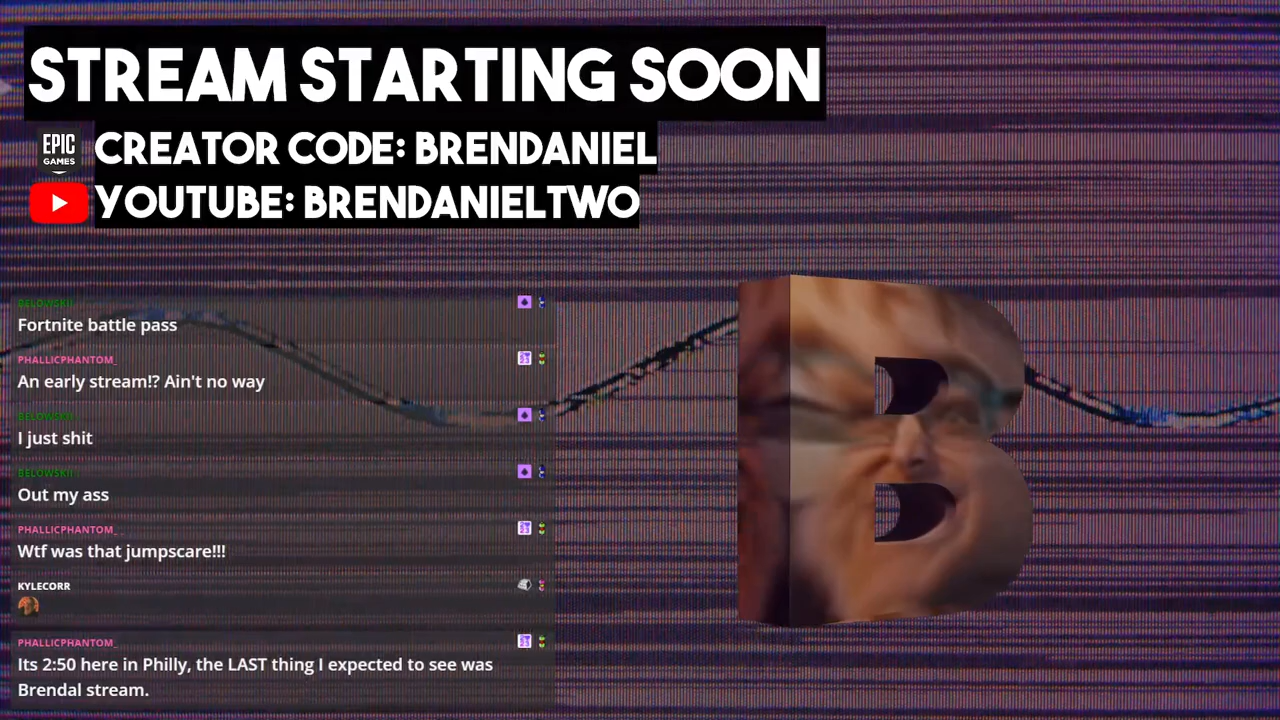 STREAM STARTING SOON
EPIC
GAMES
CREATOR CODE: BRENDANIEL
YOUTUBE: BRENDANIELTWO
BELOWSKII
Fortnite battle pass
PHALLICPHANTOM_
An early stream!? Ain't no way
BELOWSKII
I just shit
BELOWSKII
Out my ass
PHALLICPHANTOM_
Wtf was that jumpscare!!!
KYLECORR
PHALLICPHANTOM_
Its 2:50 here in Philly, the LAST thing I expected to see was
Brendal stream.
B